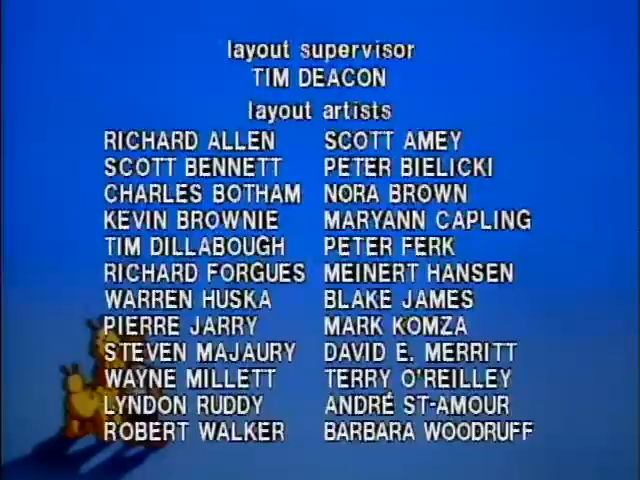 layout supervisor
TIM DEACON
layout artists
RICHARD ALLEN SCOTT AMEY
SCOTT BENNETT PETER BIELICKI
CHARLES BOTHAM NORA BROWN
KEVIN BROWNIE MARYANN CAPLING
TIM DILLABOUGH PETER FERK
RICHARD FORGUES MEINERT HANSEN
WARREN HUSKA BLAKE JAMES
PIERRE JARRY MARK KOMZA
STEVEN MAJAURY DAVID E. MERRITT
WAYNE MILLETT TERRY O'REILLEY
LYNDON RUDDY ANDRÉ ST-AMOUR
ROBERT WALKER BARBARA WOODRUFF